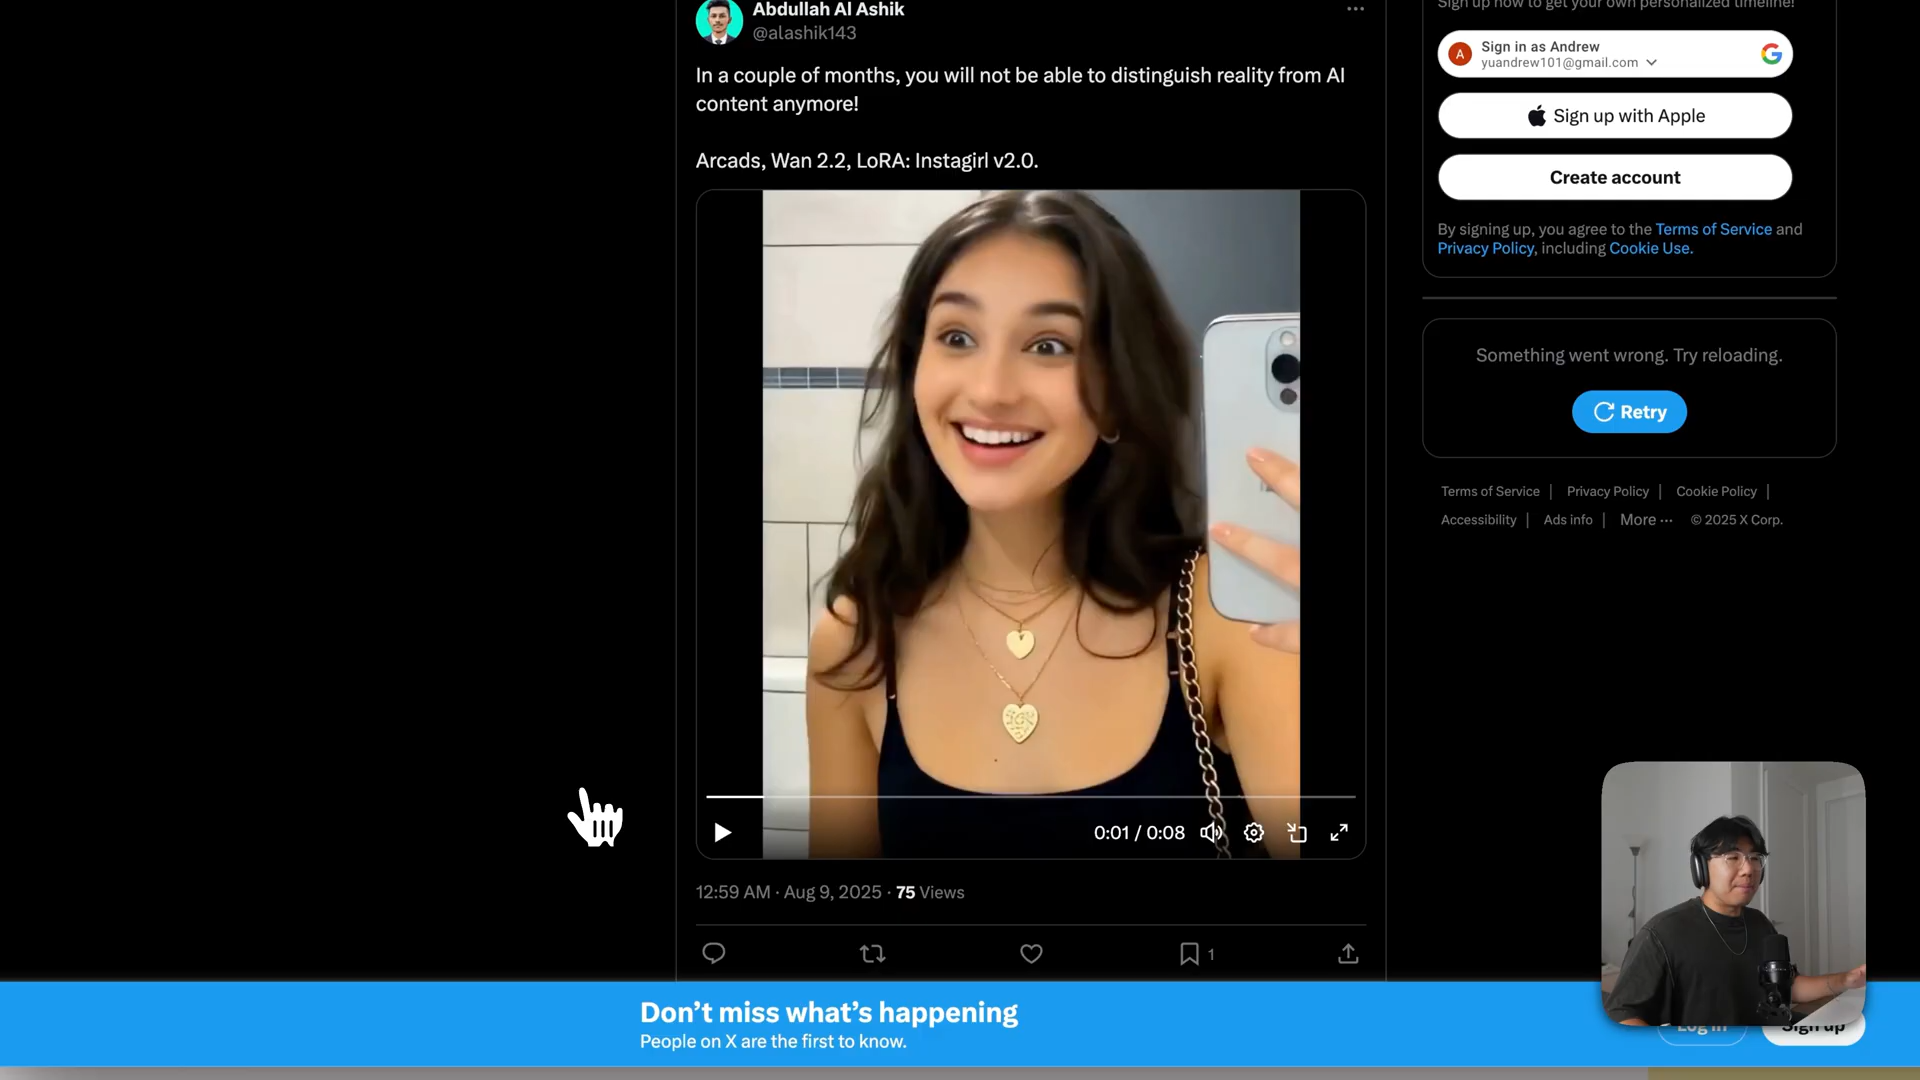 Abdullah Al Ashik
@alashik143
In a couple of months, you will not be able to distinguish reality from AI
content anymore!
Arcads, Wan 2.2, LoRA: Instagirl v2.0.
0:01 / 0:08
12:59 AM · Aug 9, 2025 · 75 Views
1
Sign up now to get your own personalized timeline!
A
Sign in as Andrew
yuandrew101@gmail.com
Sign up with Apple
Create account
By signing up, you agree to the Terms of Service and
Privacy Policy, including Cookie Use.
Something went wrong. Try reloading.
Retry
Terms of Service | Privacy Policy | Cookie Policy |
Accessibility | Ads info | More ··· © 2025 X Corp.
Don’t miss what’s happening
People on X are the first to know.
Log in
Sign up